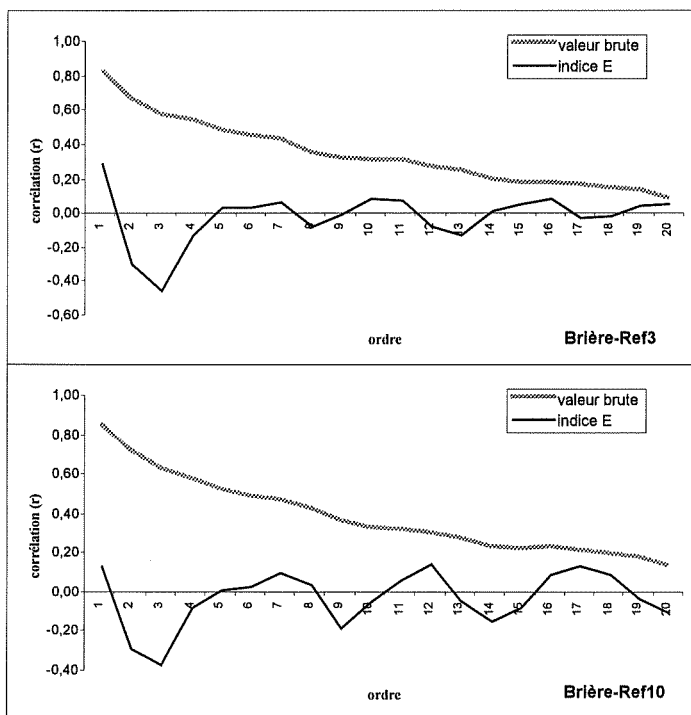 1,00
0,80
0,60
0,40
0,20
0,00
-0,20
-0,40
-0,60
corrélation (r)
valeur brute
indice E
1 2 3 4 5 6 7 8 9 10 11 12 13 14 15 16 17 18 19 20
ordre
Brière-Ref3
1,00
0,80
0,60
0,40
0,20
0,00
-0,20
-0,40
corrélation (r)
valeur brute
indice E
1 2 3 4 5 6 7 8 9 10 11 12 13 14 15 16 17 18 19 20
ordre
Brière-Ref10